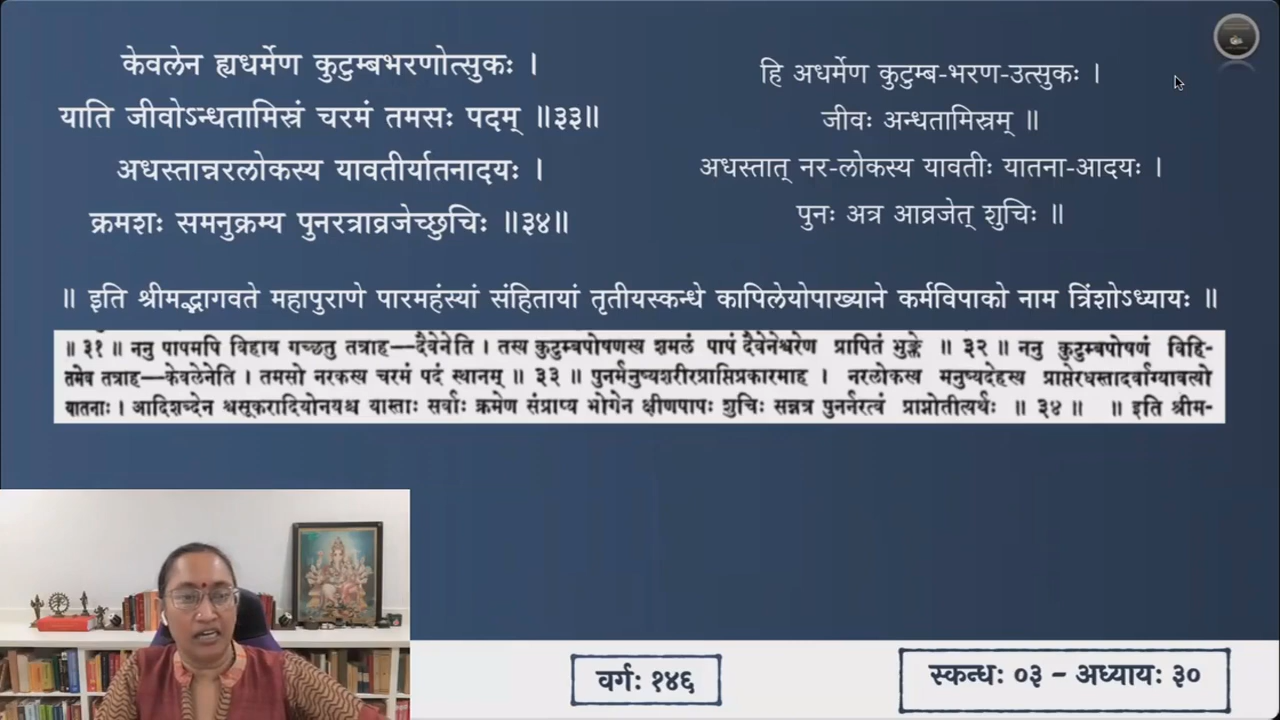 केवलेन ह्यधर्मेण कुटुम्बभरणोत्सुकः ।
याति जीवोऽन्धतामिस्रं चरमं तमसः पदम् ॥३३॥
अधस्तान्नरलोकस्य यावतीर्यातनादयः ।
क्रमशः समनुक्रम्य पुनरत्राव्रजेच्छुचिः ॥३४॥
हि अधर्मेण कुटुम्ब-भरण-उत्सुकः ।
जीवः अन्धतामिस्रम् ॥
अधस्तात् नर-लोकस्य यावतीः यातना-आदयः ।
पुनः अत्र आव्रजेत् शुचिः ॥
॥ इति श्रीमद्भागवते महापुराणे पारमहंस्यां संहितायां तृतीयस्कन्धे कापिलेयोपाख्याने कर्मविपाको नाम त्रिंशोऽध्यायः ॥
॥ ३१ ॥ ननु पापमपि विहाय गच्छतु तत्राह—दैवेनेति । तस्य कुटुम्बपोषणस्य शमलं पापं दैवेनेश्वरेण प्रापितं भुङ्क्ते ॥ ३२ ॥ ननु कुटुम्बपोषणं विहि-
तमेव तत्राह—केवलेनेति । तमसो नरकस्य चरमं पदं स्थानम् ॥ ३३ ॥ पुनर्मनुष्यशरीरप्राप्तिप्रकारमाह । नरलोकस्य मनुष्यदेहस्य प्राप्तेरधस्तादर्वाग्यावत्यो
यातनाः । आदिशब्देन श्वसूकरादियोनयश्च यास्ताः सर्वाः क्रमेण संप्राप्य भोगेन क्षीणपापः शुचिः सन्नत्र पुनर्नरत्वं प्राप्नोतीत्यर्थः ॥ ३४ ॥ ॥ इति श्रीम-
वर्गः १४६
स्कन्धः ०३ - अध्यायः ३०